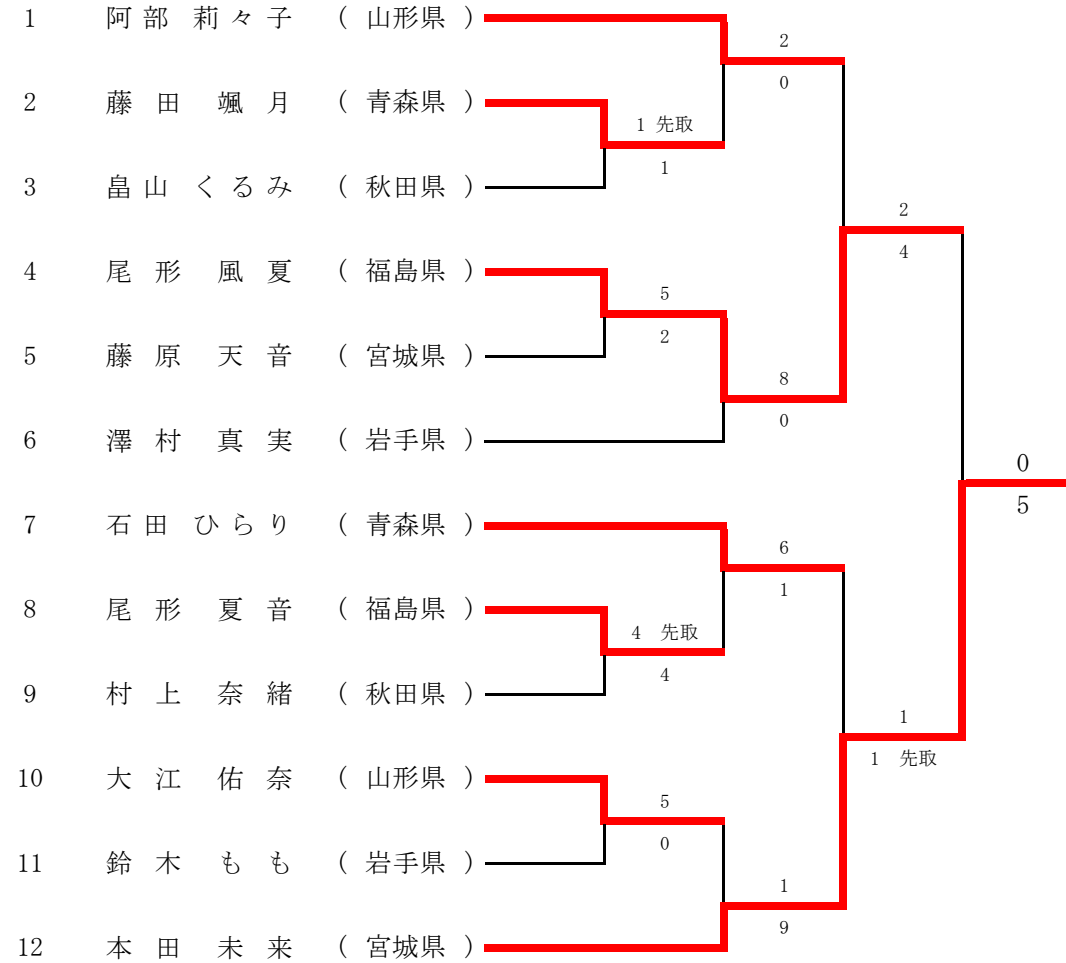 1 阿部 莉々子 ( 山形県 )
2
0
2 藤田 颯月 ( 青森県 )
1 先取
1
3 畠山 くるみ ( 秋田県 )
2
4
4 尾形 風夏 ( 福島県 )
5
2
5 藤原 天音 ( 宮城県 )
8
0
6 澤村 真実 ( 岩手県 )
0
5
7 石田 ひらり ( 青森県 )
6
1
8 尾形 夏音 ( 福島県 )
4 先取
4
9 村上 奈緒 ( 秋田県 )
1
1 先取
10 大江 佑奈 ( 山形県 )
5
0
11 鈴木 もも ( 岩手県 )
1
9
12 本田 未来 ( 宮城県 )